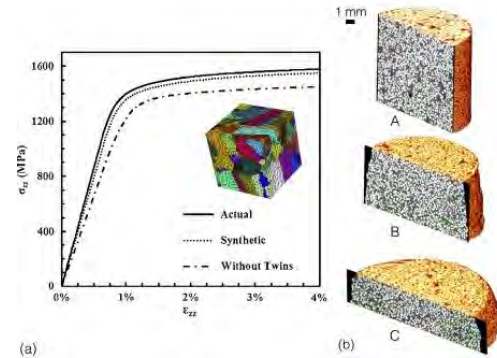 (a)
1600
1200
800
400
0
σzz (MPa)
0% 1% 2% 3% 4%
εzz
Actual
Synthetic
Without Twins
(b)
1 mm
A
B
C